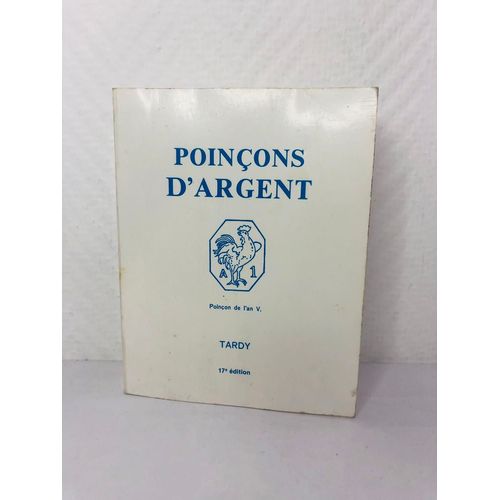 POINÇONS
D'ARGENT
A 1
Poinçon de l'an V.
TARDY
17e édition